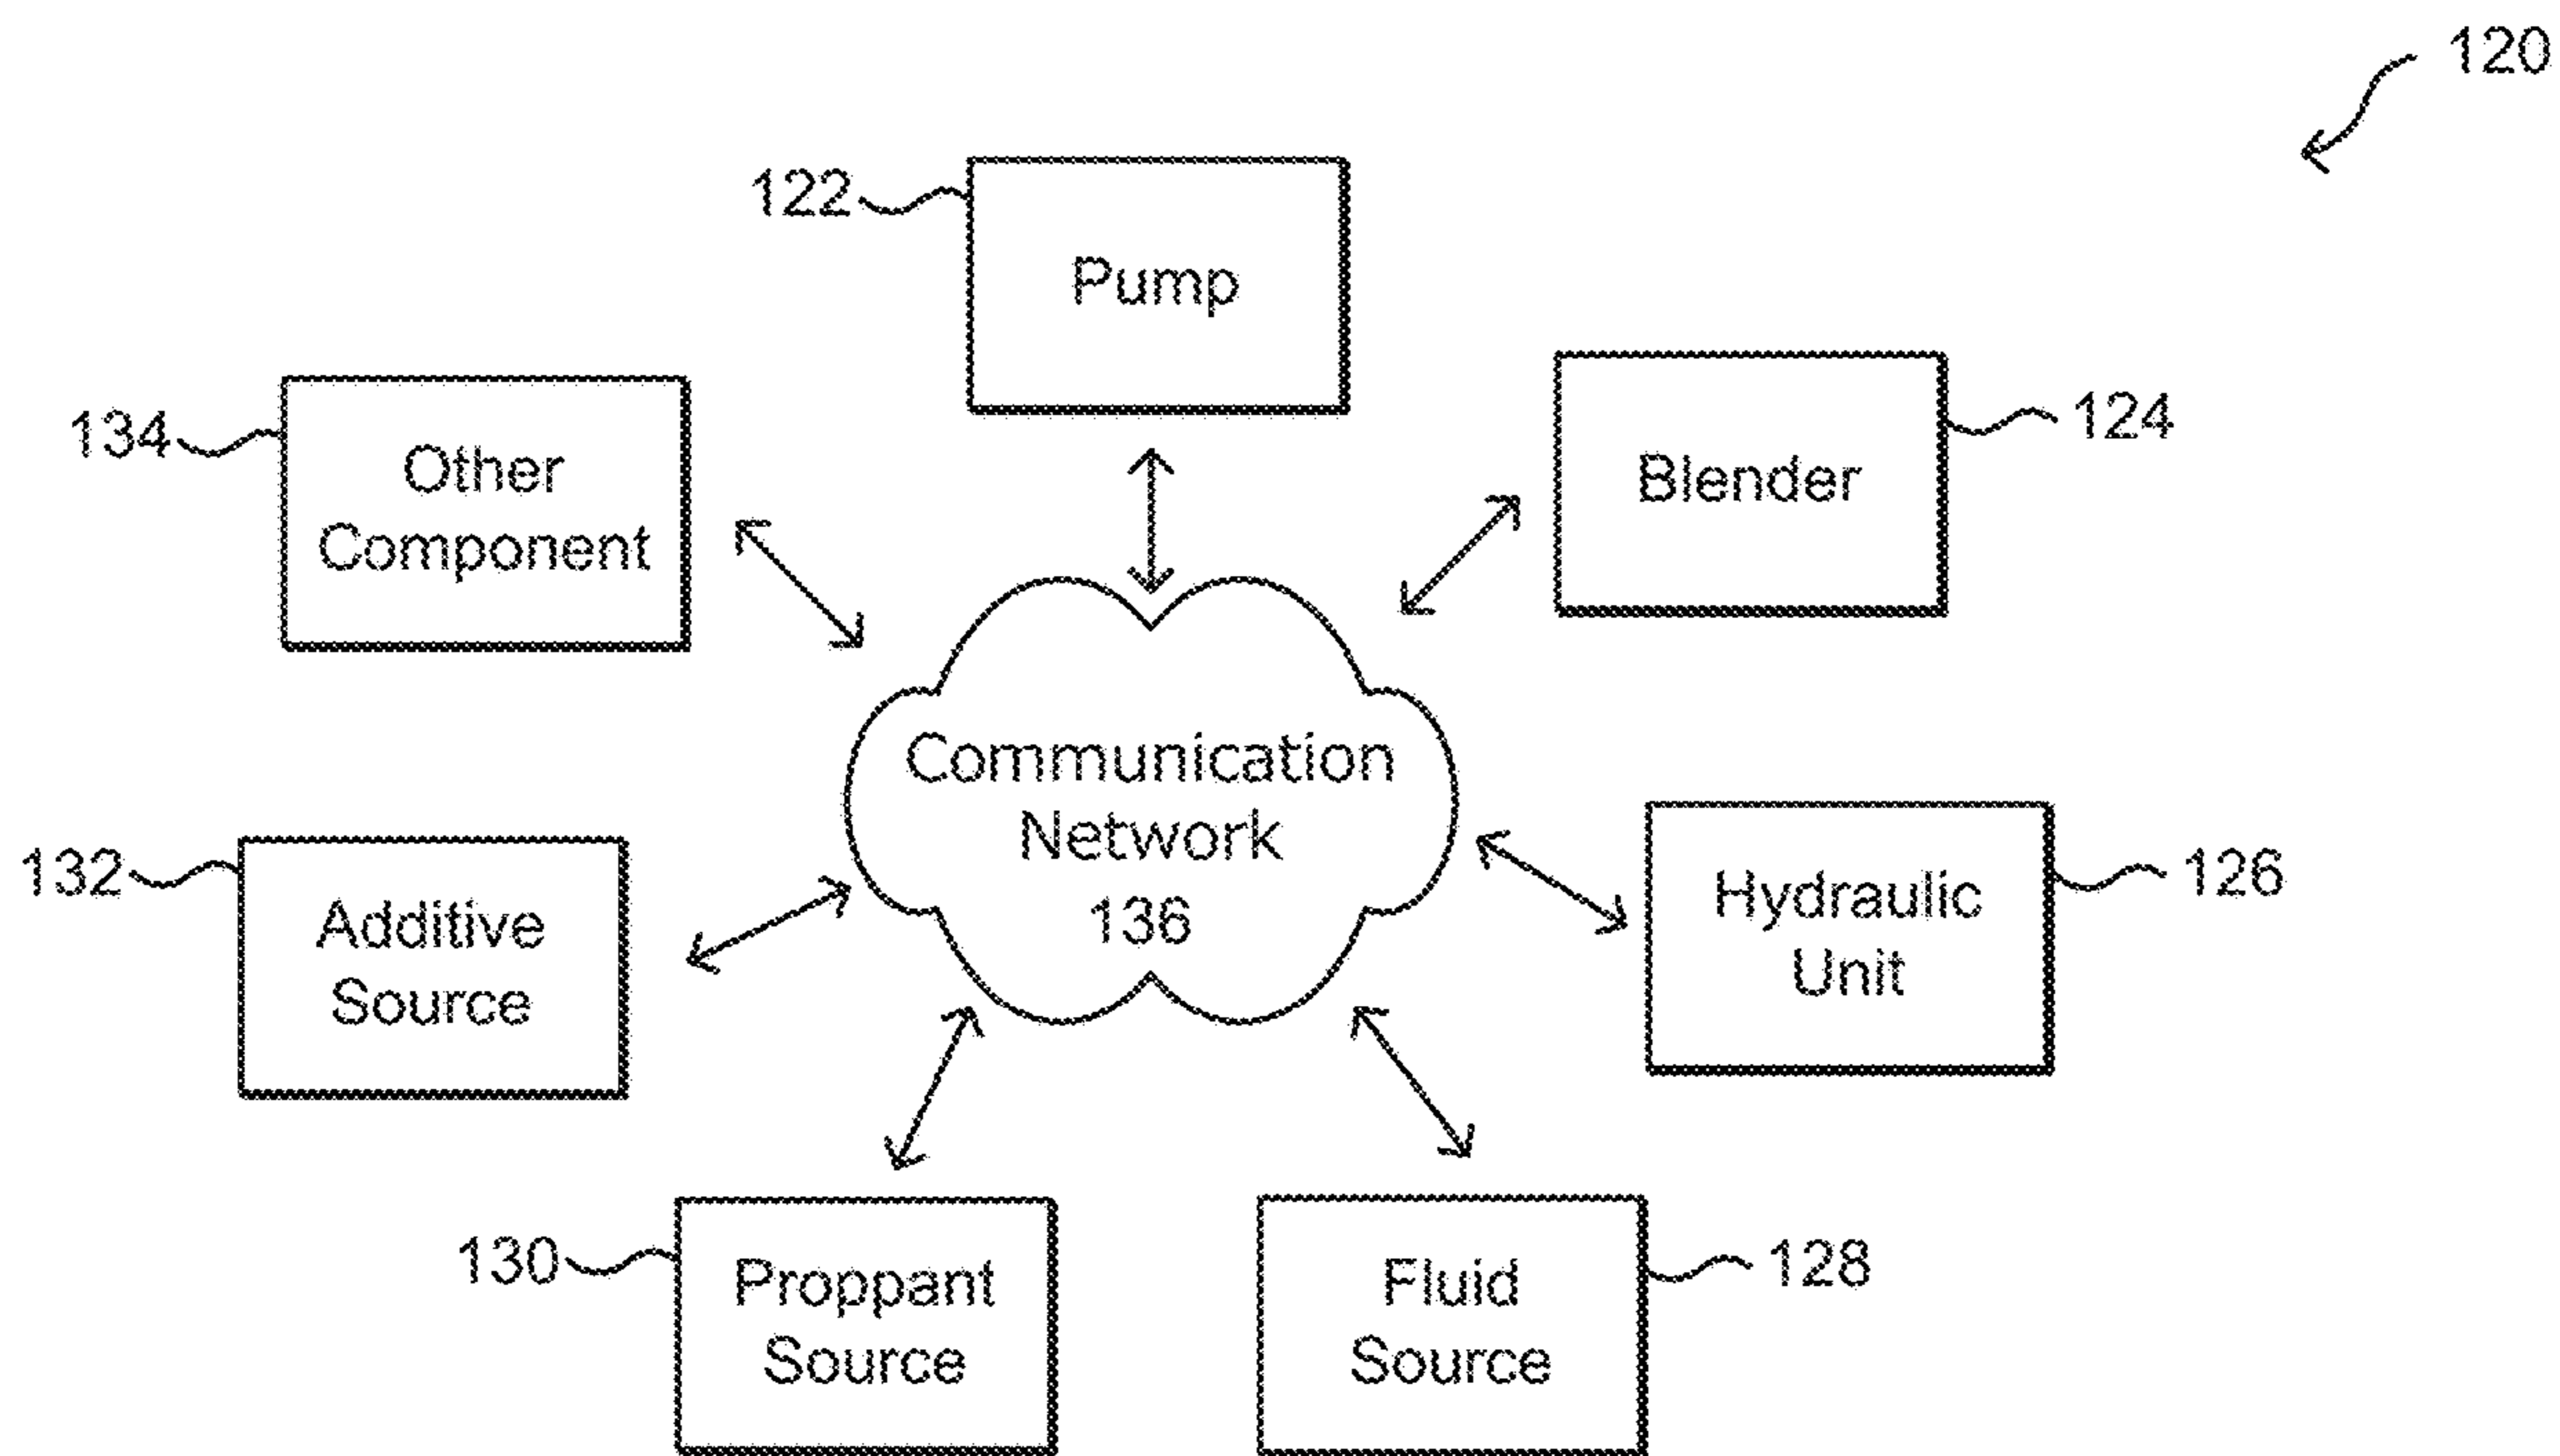 120
122
Pump
134
Other
Component
Blender
124
Communication
Network
136
132
Additive
Source
Hydraulic
Unit
126
130
Proppant
Source
Fluid
Source
128